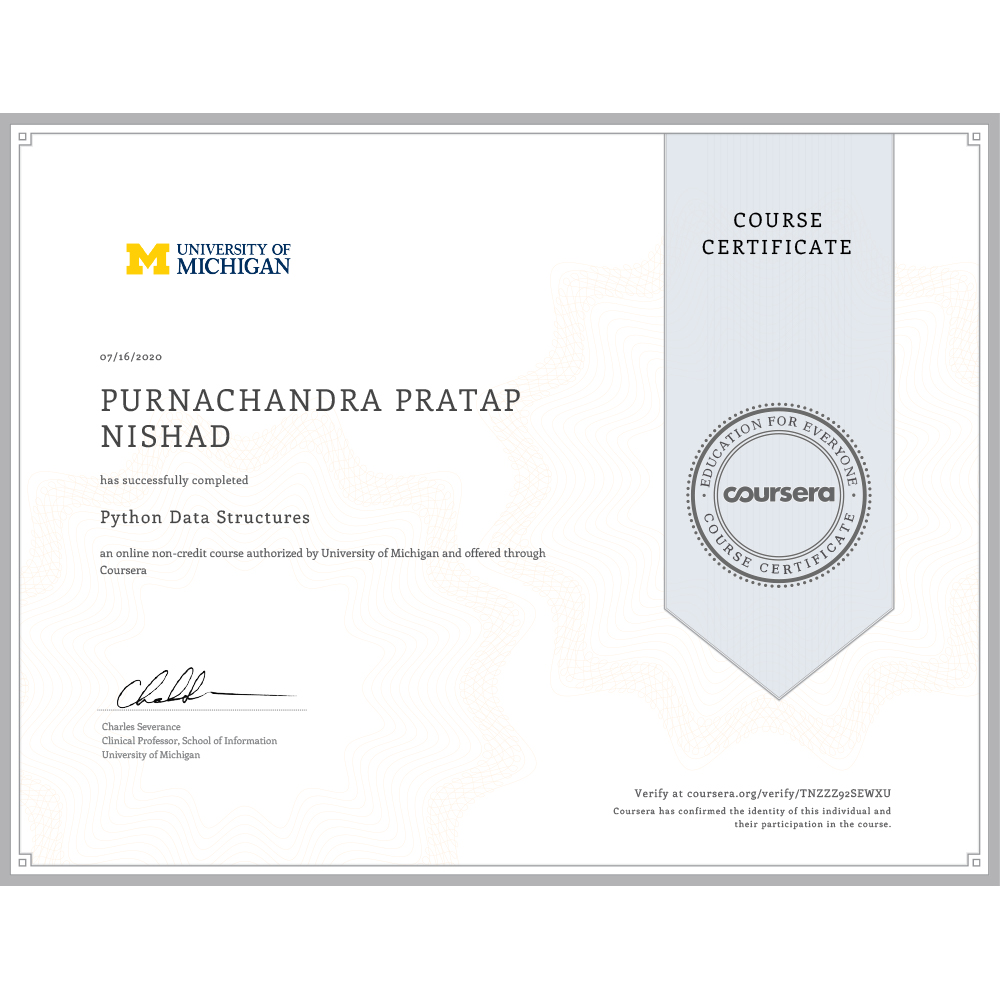 UNIVERSITY OF
MICHIGAN
COURSE
CERTIFICATE
07/16/2020
PURNACHANDRA PRATAP
NISHAD
has successfully completed
Python Data Structures
an online non-credit course authorized by University of Michigan and offered through
Coursera
EDUCATION FOR EVERYONE
coursera
COURSE CERTIFICATE
Charles Severance
Clinical Professor, School of Information
University of Michigan
Verify at coursera.org/verify/TNZZZ92SEWXU
Coursera has confirmed the identity of this individual and
their participation in the course.